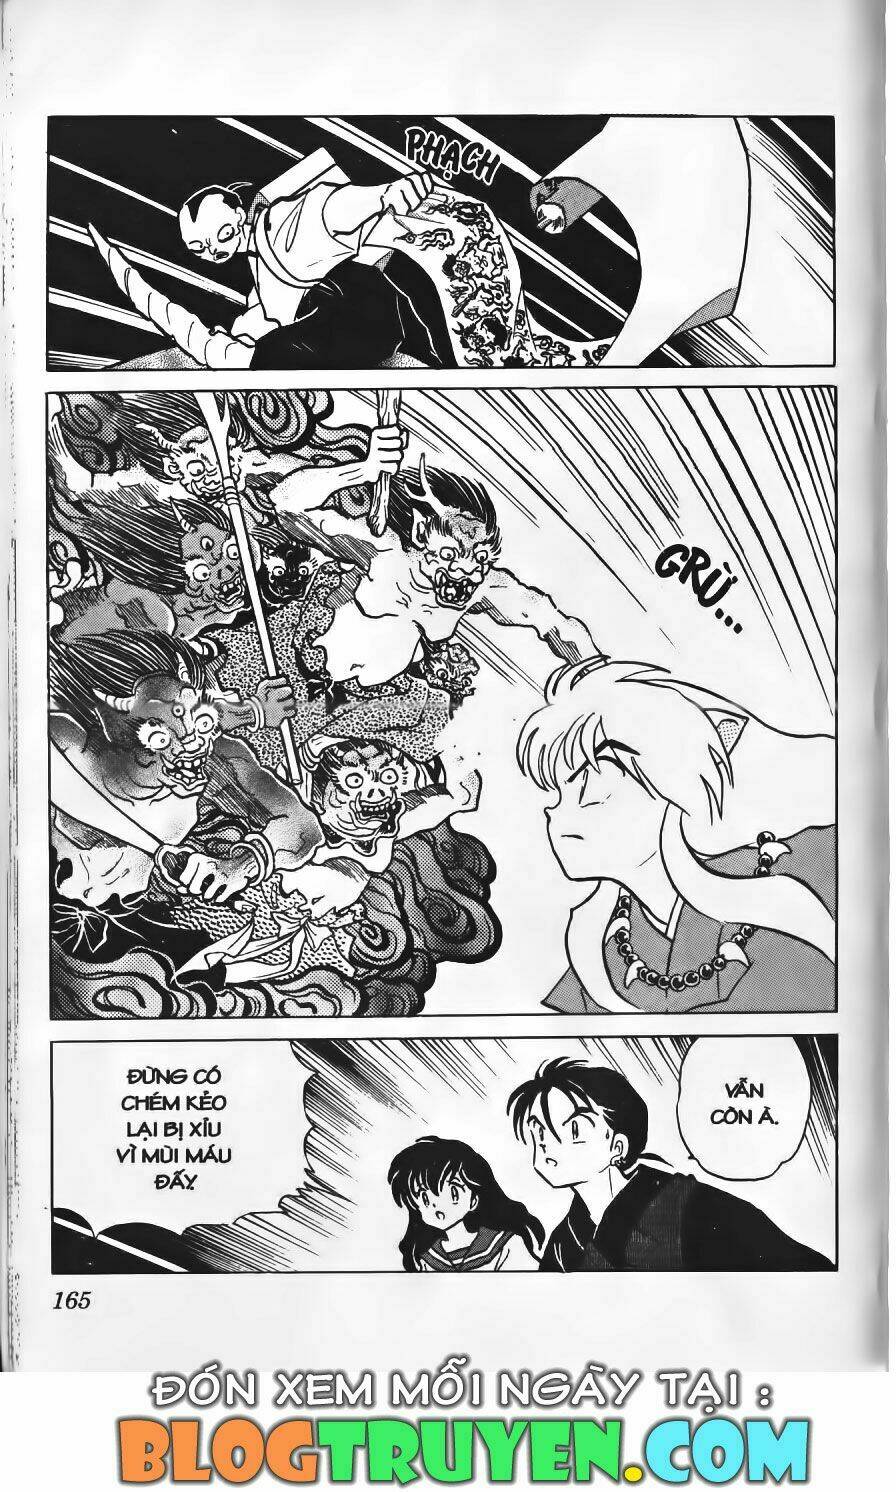 PHẠCH
GRỪ...
VẪN
CÒN À.
ĐỪNG CÓ
CHÉM KẺO
LẠI BỊ XỈU
VÌ MÙI MÁU
ĐẤY.
165
ĐÓN XEM MỖI NGÀY TẠI :
BLOGTRUYEN.COM